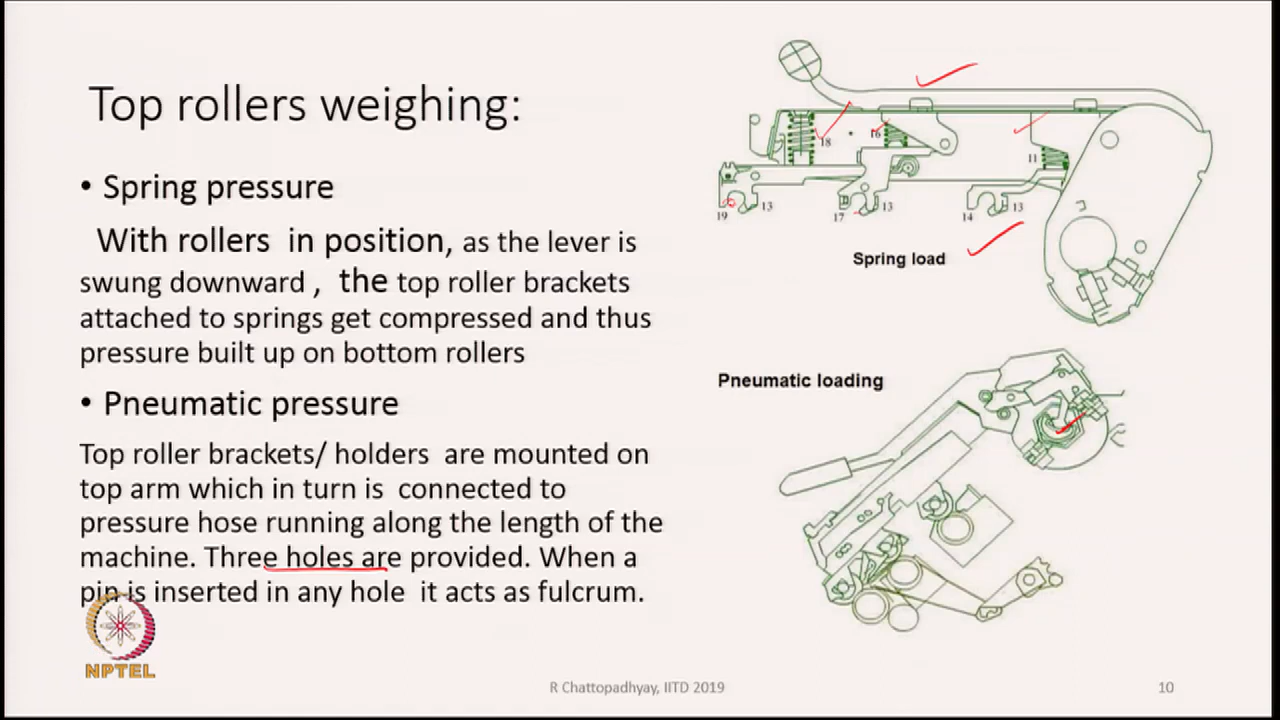 Top rollers weighing:
• Spring pressure
With rollers in position, as the lever is
swung downward , the top roller brackets
attached to springs get compressed and thus
pressure built up on bottom rollers
• Pneumatic pressure
Top roller brackets/ holders are mounted on
top arm which in turn is connected to
pressure hose running along the length of the
machine. Three holes are provided. When a
pin is inserted in any hole it acts as fulcrum.
18
16
11
19
13
17
13
14
13
Spring load
Pneumatic loading
NPTEL
R Chattopadhyay, IITD 2019
10